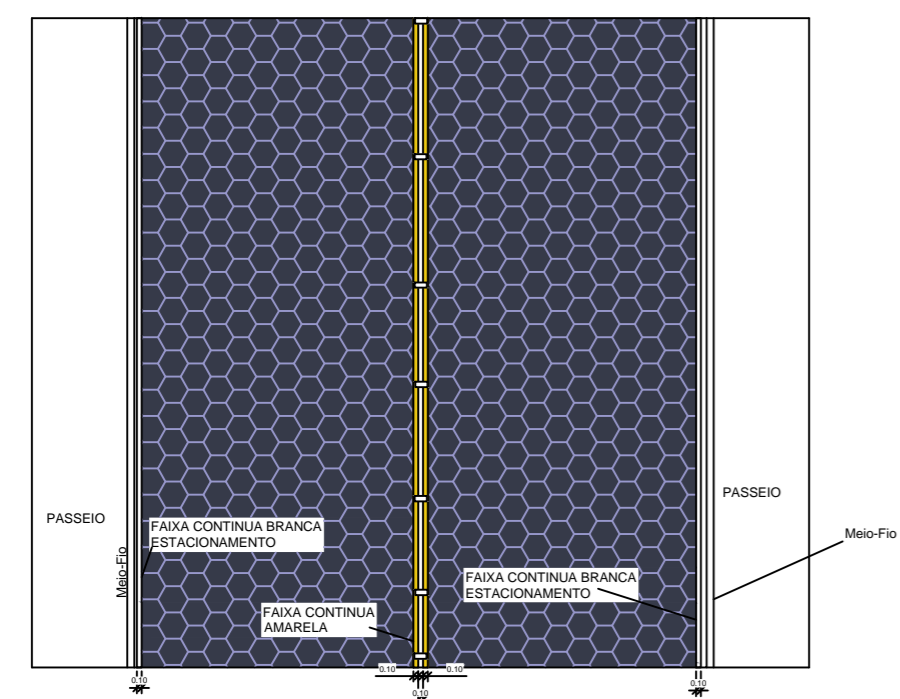 PASSEIO
PASSEIO
FAIXA CONTINUA BRANCA
ESTACIONAMENTO
Meio-Fio
Meio-Fio
FAIXA CONTINUA BRANCA
ESTACIONAMENTO
FAIXA CONTINUA
AMARELA
0.10
0.10
0.10
0.10
0.10